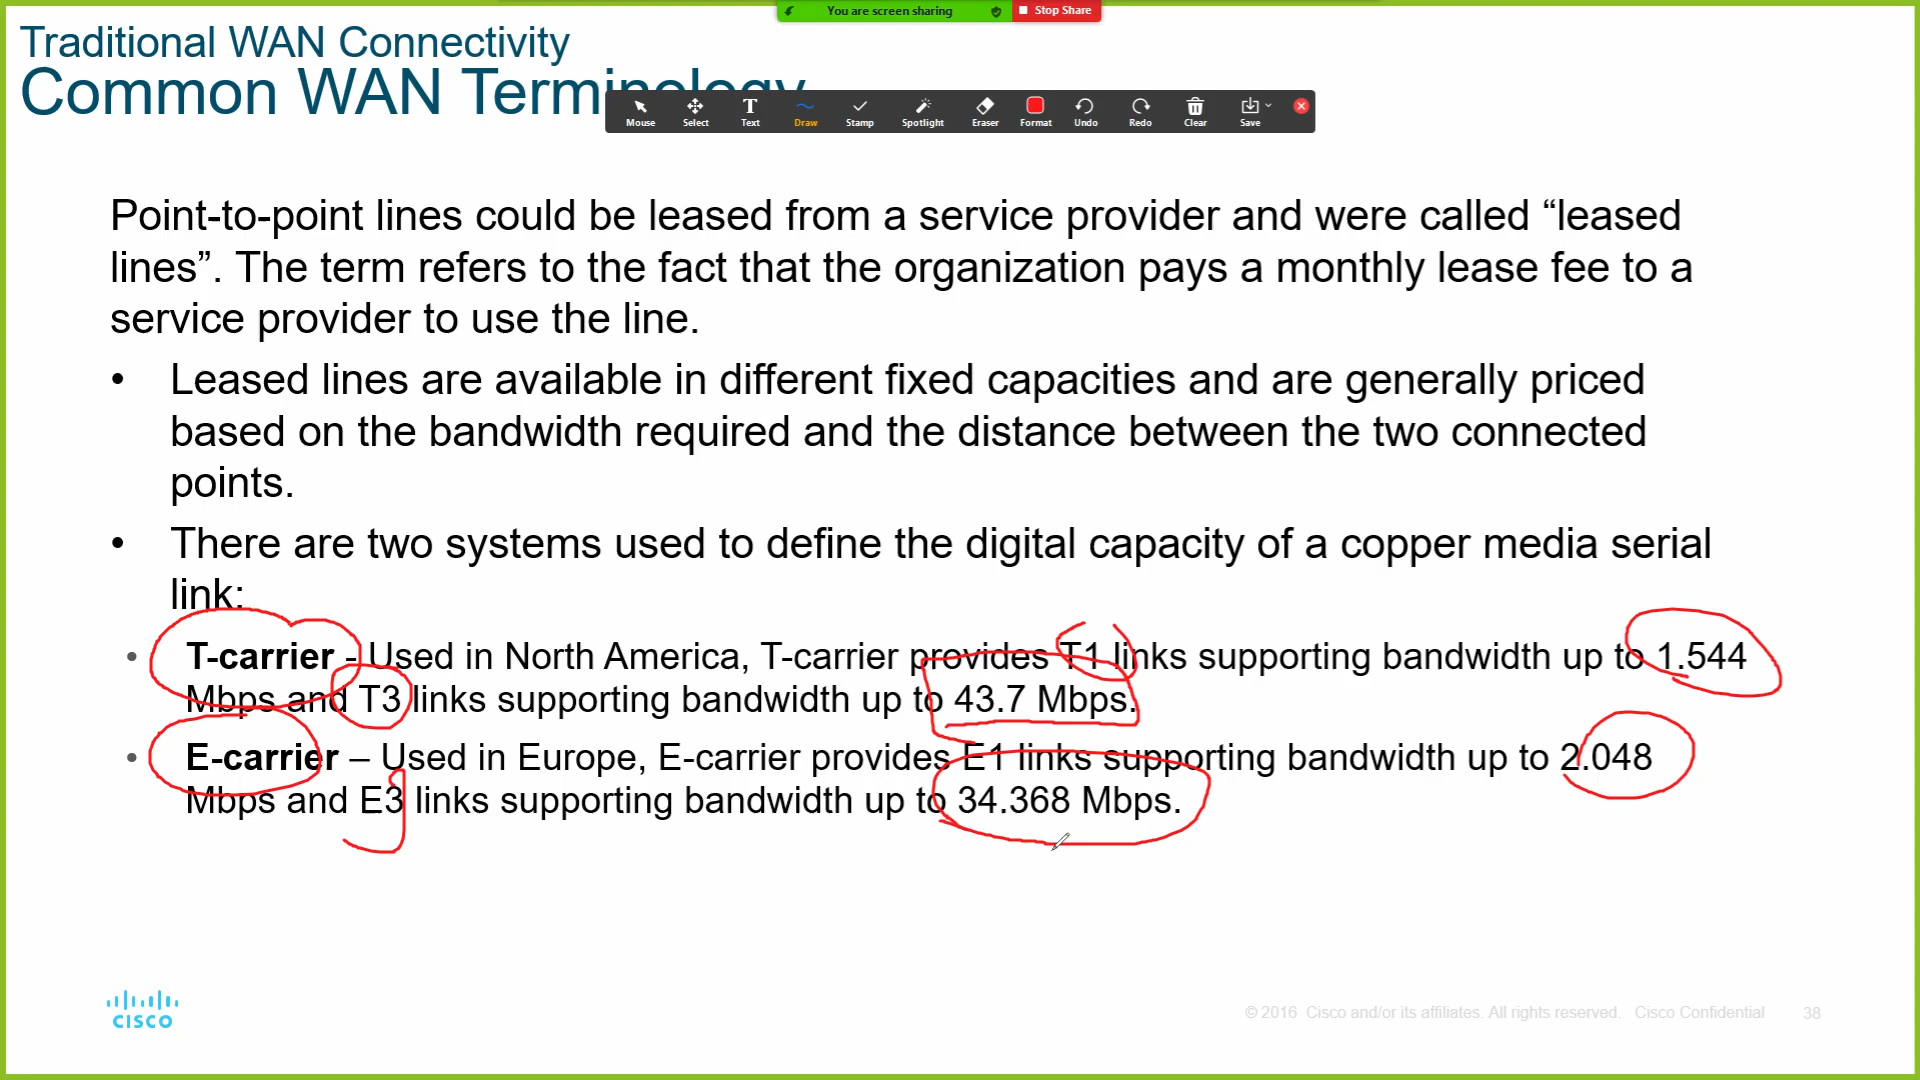 You are screen sharing
Stop Share
Traditional WAN Connectivity
Common WAN Terminology
Mouse Select Text Draw Stamp Spotlight Eraser Format Undo Redo Clear Save
Point-to-point lines could be leased from a service provider and were called “leased
lines”. The term refers to the fact that the organization pays a monthly lease fee to a
service provider to use the line.
• Leased lines are available in different fixed capacities and are generally priced
based on the bandwidth required and the distance between the two connected
points.
• There are two systems used to define the digital capacity of a copper media serial
link:
• T-carrier - Used in North America, T-carrier provides T1 links supporting bandwidth up to 1.544
Mbps and T3 links supporting bandwidth up to 43.7 Mbps.
• E-carrier – Used in Europe, E-carrier provides E1 links supporting bandwidth up to 2.048
Mbps and E3 links supporting bandwidth up to 34.368 Mbps.
CISCO
© 2016 Cisco and/or its affiliates. All rights reserved. Cisco Confidential 38